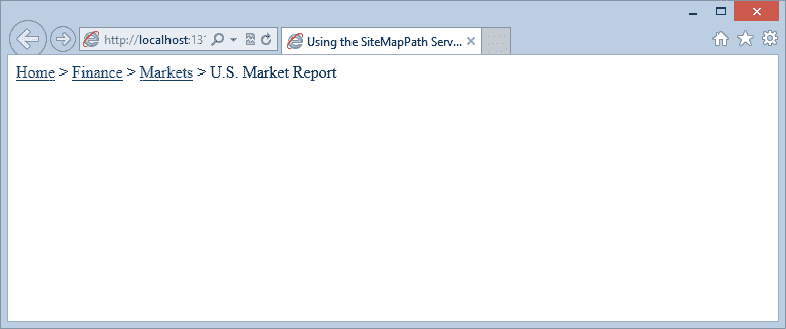 http://localhost:13
Using the SiteMapPath Serv...
Home > Finance > Markets > U.S. Market Report